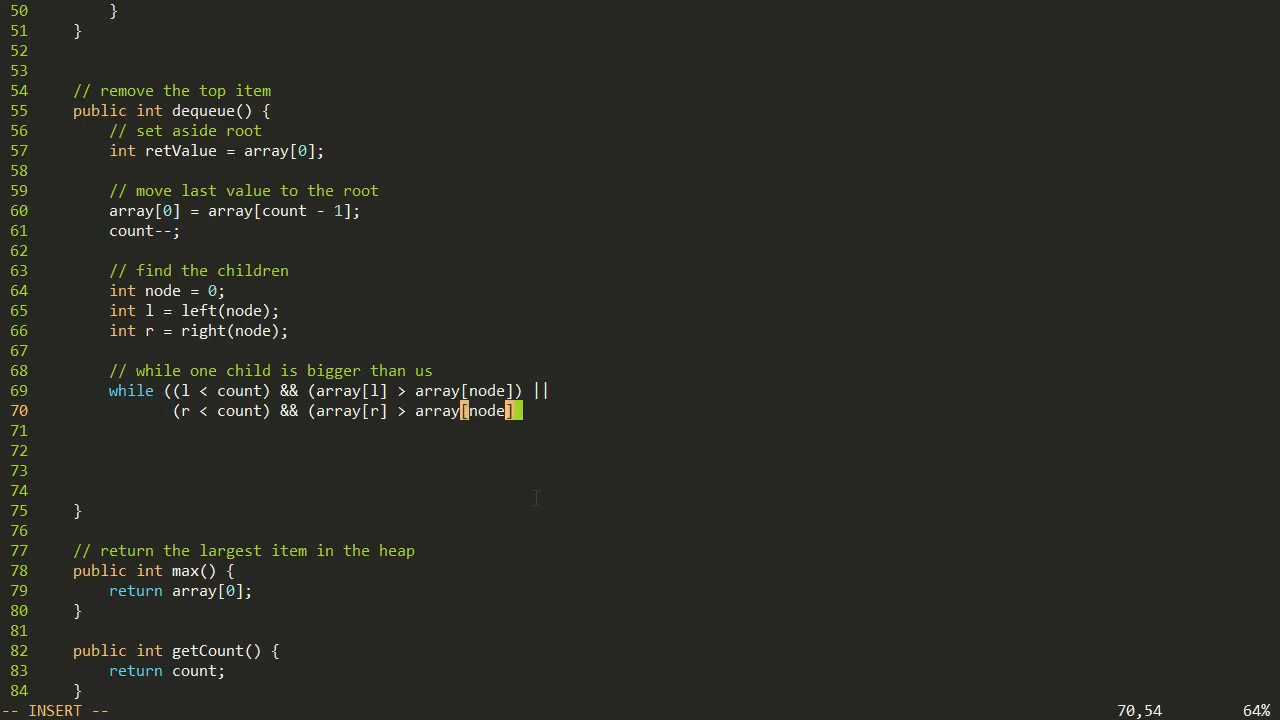 50         }
51     }
52
53
54     // remove the top item
55     public int dequeue() {
56         // set aside root
57         int retValue = array[0];
58
59         // move last value to the root
60         array[0] = array[count - 1];
61         count--;
62
63         // find the children
64         int node = 0;
65         int l = left(node);
66         int r = right(node);
67
68         // while one child is bigger than us
69         while ((l < count) && (array[l] > array[node]) ||
70                (r < count) && (array[r] > array[node]
71
72
73
74
75     }
76
77     // return the largest item in the heap
78     public int max() {
79         return array[0];
80     }
81
82     public int getCount() {
83         return count;
84     }
-- INSERT -- 70,54 64%